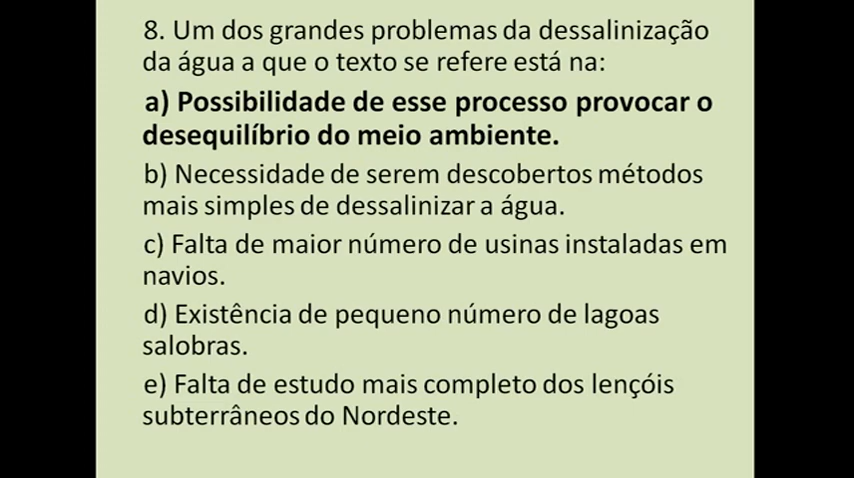 8. Um dos grandes problemas da dessalinização
da água a que o texto se refere está na:
a) Possibilidade de esse processo provocar o
desequilíbrio do meio ambiente.
b) Necessidade de serem descobertos métodos
mais simples de dessalinizar a água.
c) Falta de maior número de usinas instaladas em
navios.
d) Existência de pequeno número de lagoas
salobras.
e) Falta de estudo mais completo dos lençóis
subterrâneos do Nordeste.